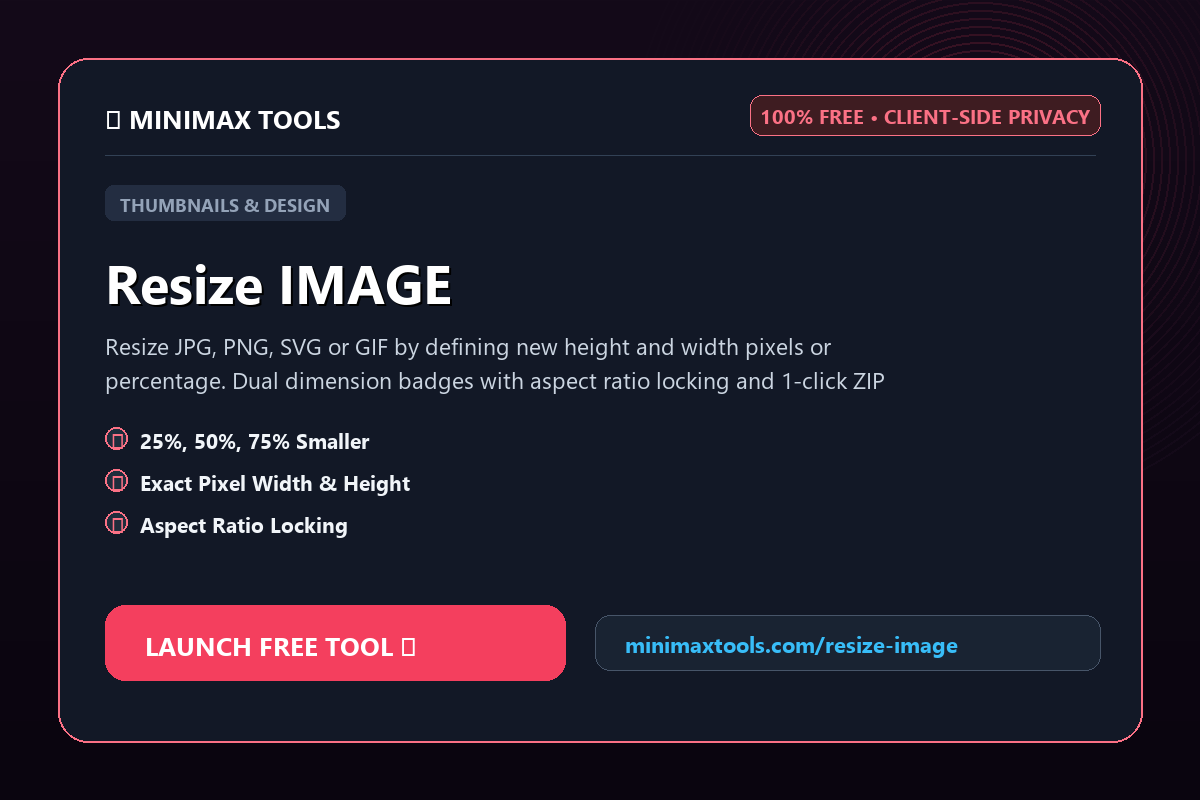 MINIMAX TOOLS
100% FREE • CLIENT-SIDE PRIVACY
THUMBNAILS & DESIGN
Resize IMAGE
Resize JPG, PNG, SVG or GIF by defining new height and width pixels or
percentage. Dual dimension badges with aspect ratio locking and 1-click ZIP
25%, 50%, 75% Smaller
Exact Pixel Width & Height
Aspect Ratio Locking
LAUNCH FREE TOOL
minimaxtools.com/resize-image